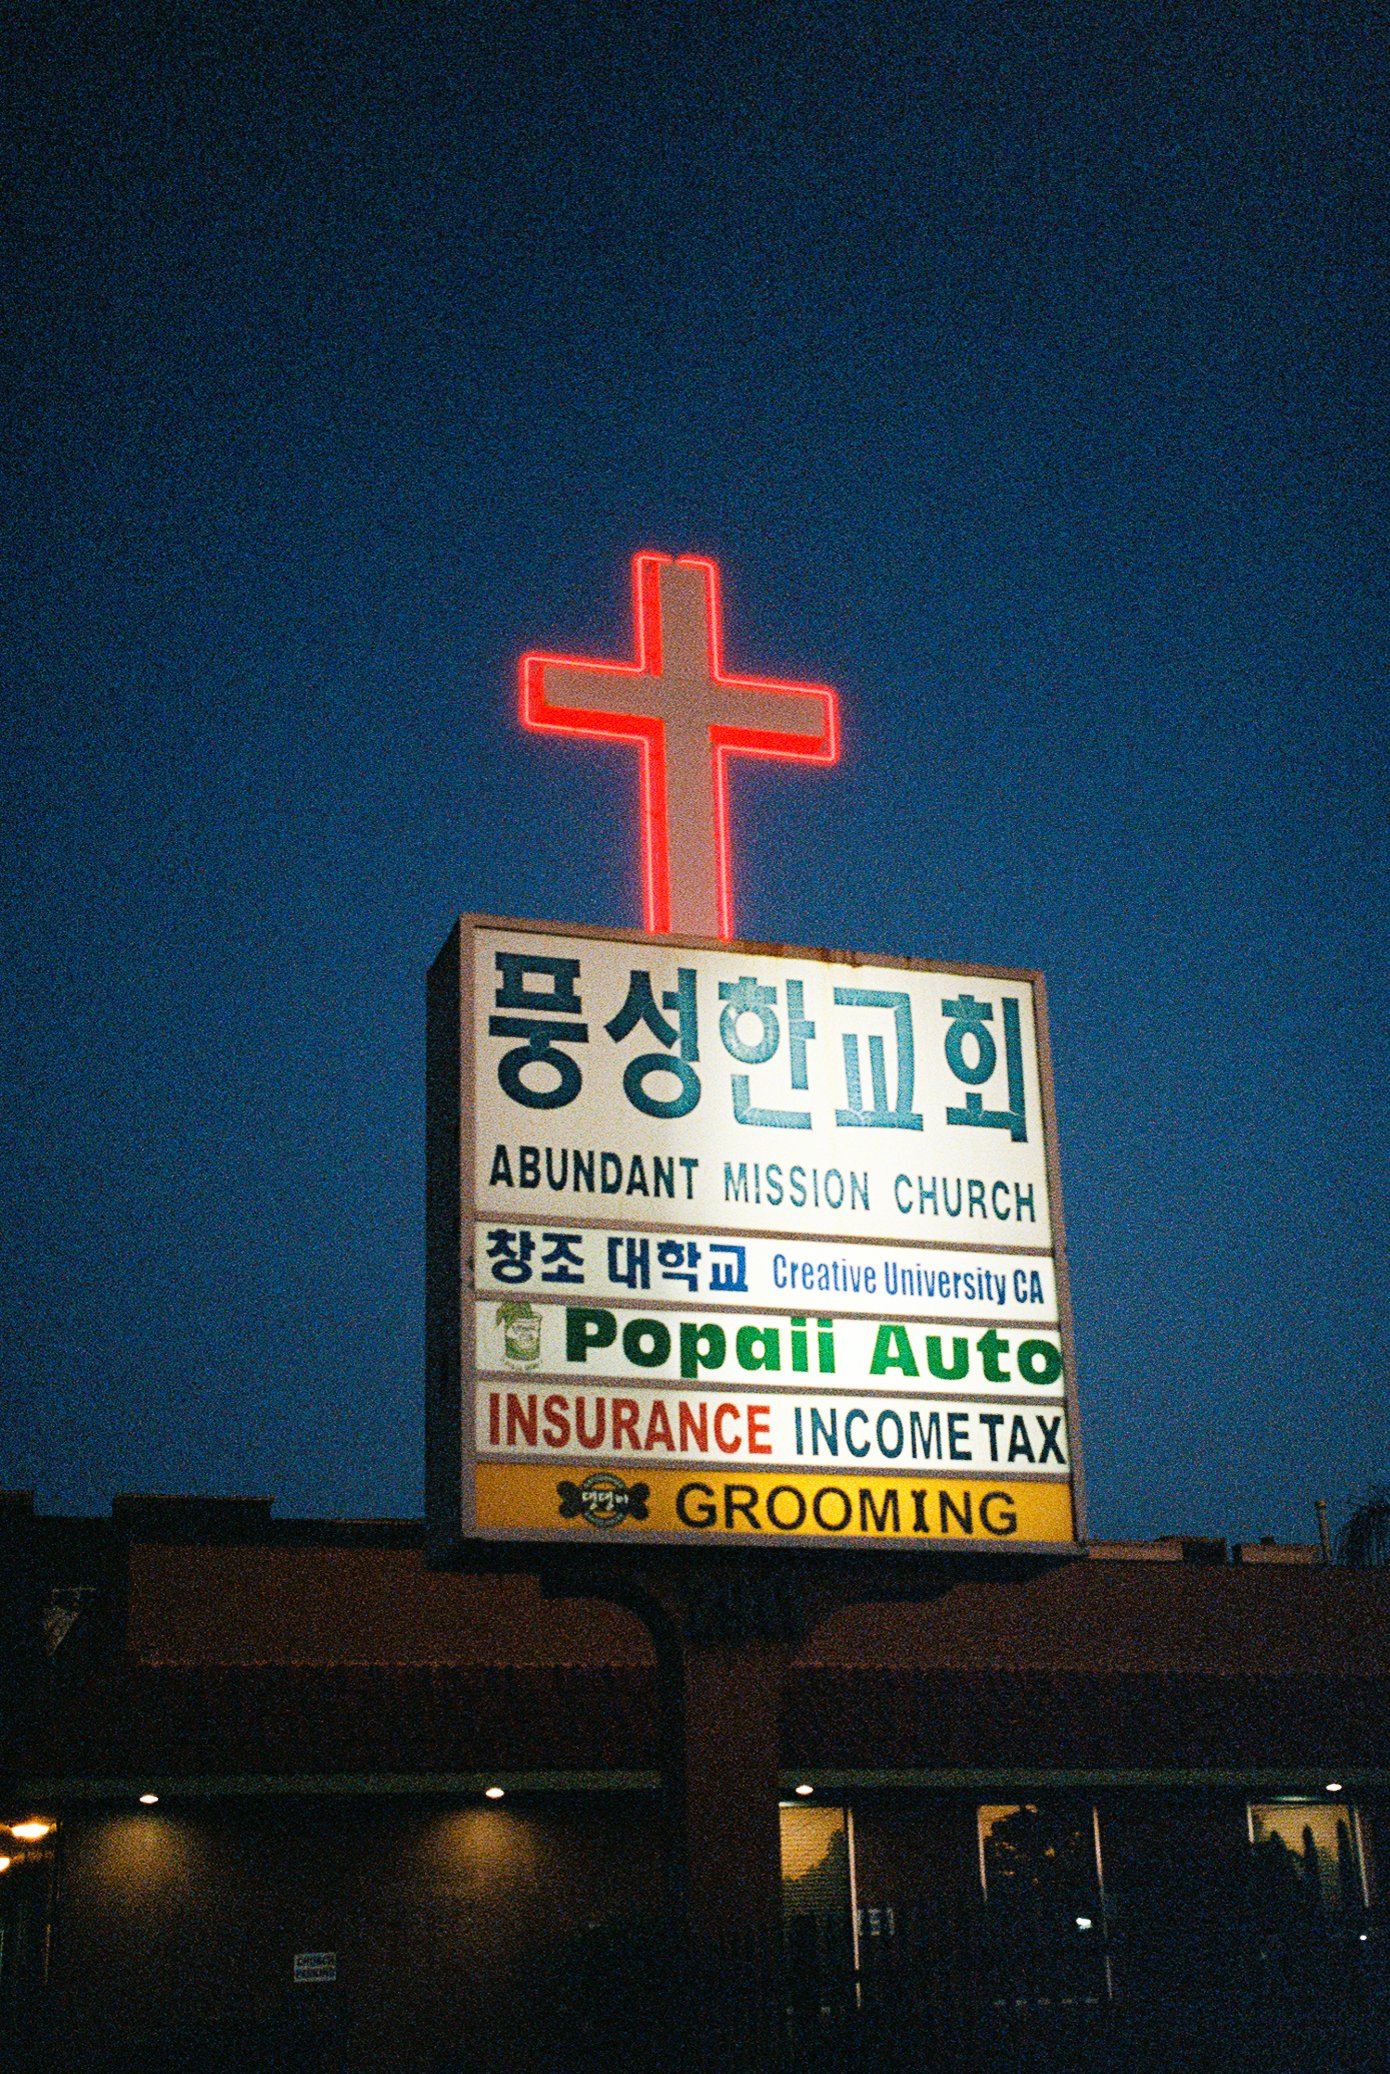 풍성한교회
ABUNDANT MISSION CHURCH
창조 대학교 Creative University CA
Popaii Auto
INSURANCE INCOME TAX
GROOMING